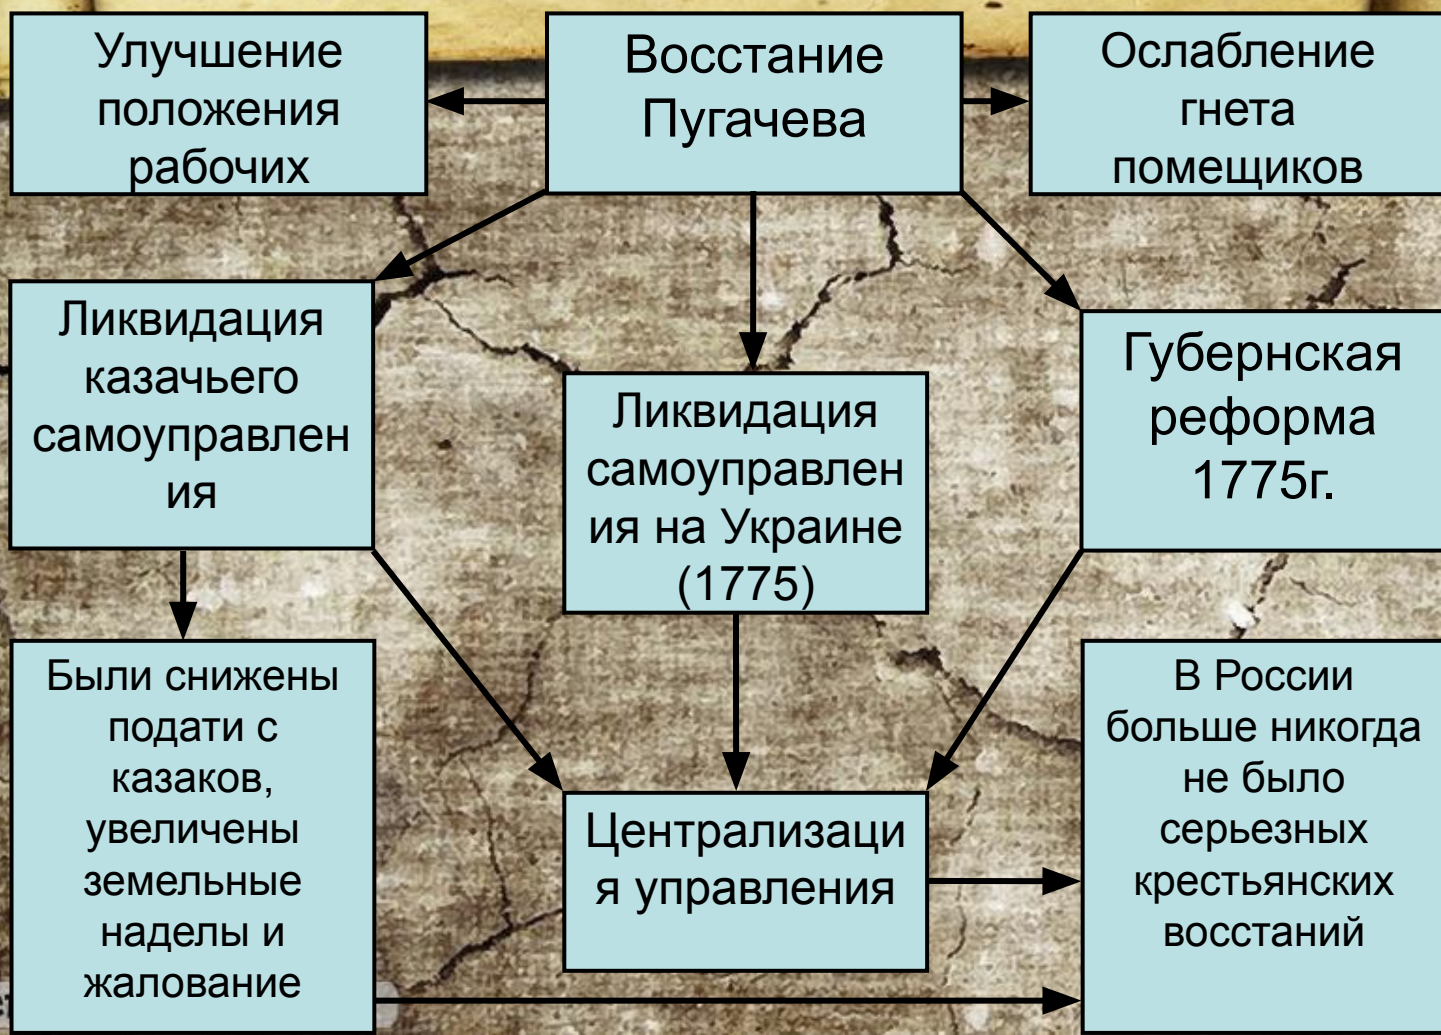 Улучшение
положения
рабочих
Восстание
Пугачева
Ослабление
гнета
помещиков
Ликвидация
казачьего
самоуправлен
ия
Ликвидация
самоуправлен
ия на Украине
(1775)
Губернская
реформа
1775г.
Были снижены
подати с
казаков,
увеличены
земельные
наделы и
жалование
Централизаци
я управления
В России
больше никогда
не было
серьезных
крестьянских
восстаний